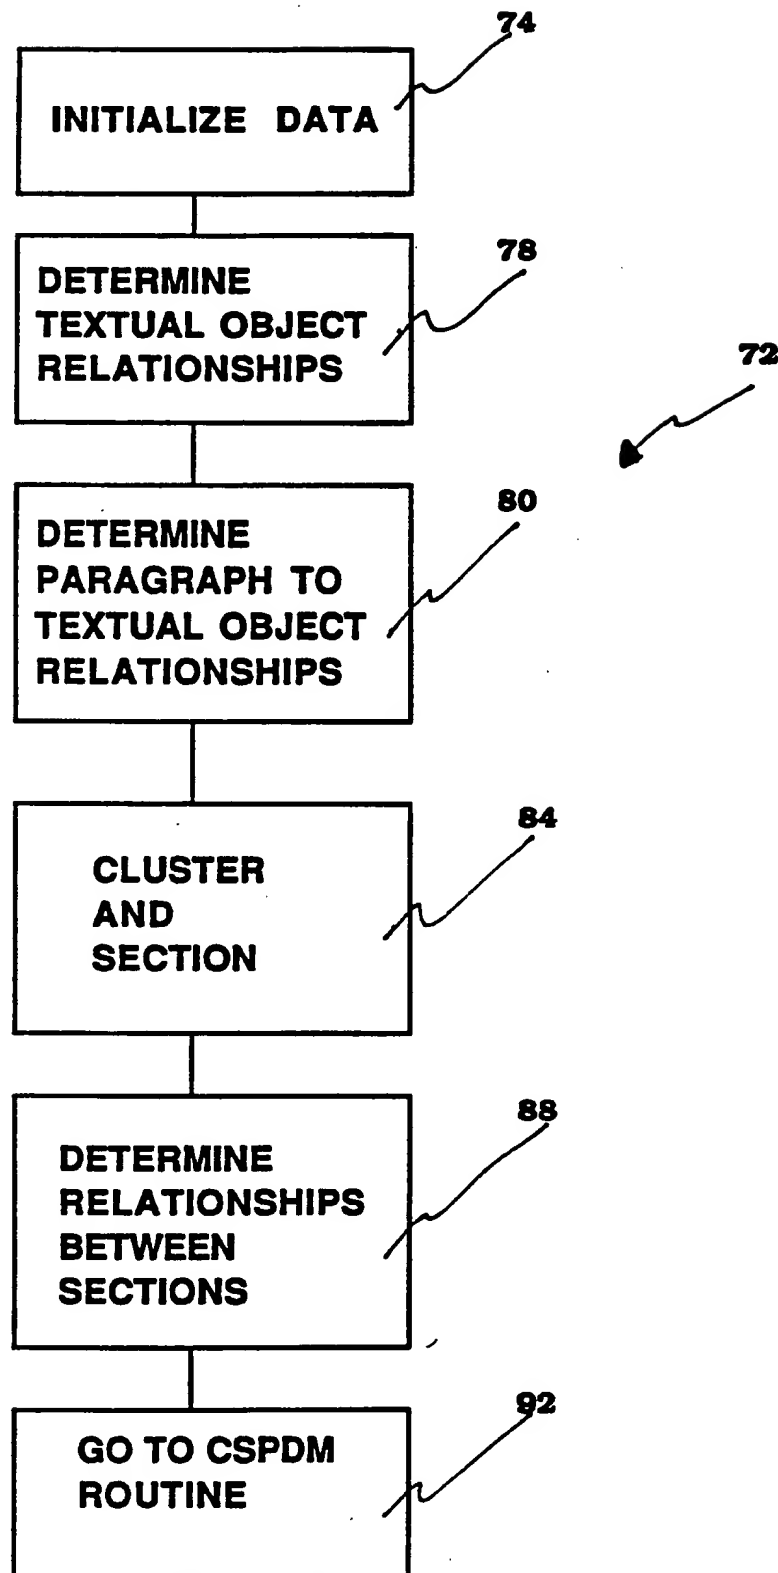 74
INITIALIZE DATA
78
DETERMINE
TEXTUAL OBJECT
RELATIONSHIPS
72
80
DETERMINE
PARAGRAPH TO
TEXTUAL OBJECT
RELATIONSHIPS
84
CLUSTER
AND
SECTION
88
DETERMINE
RELATIONSHIPS
BETWEEN
SECTIONS
92
GO TO CSPDM
ROUTINE